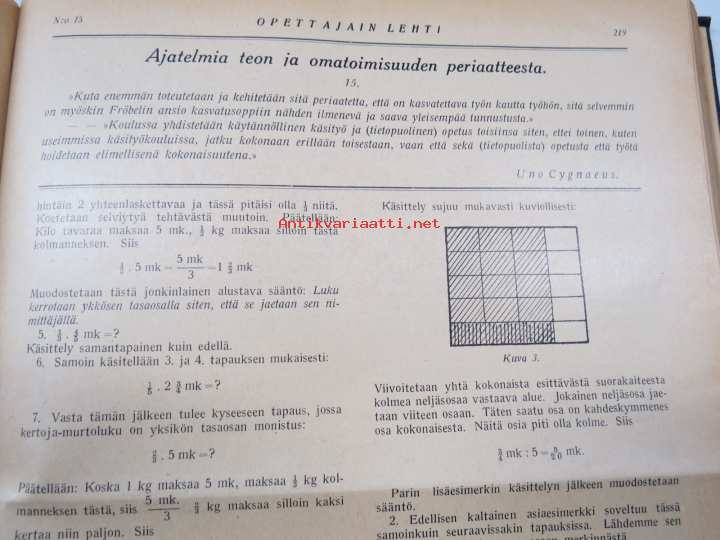 N:o 15
OPETTAJAIN LEHTI
219
Ajatelmia teon ja omatoimisuuden periaatteesta.
15.
»Kuta enemmän toteutetaan ja kehitetään sitä periaatetta, että on kasvatettava työn kautta työhön, sitä selvemmin
on myöskin Fröbelin ansio kasvatusoppiin nähden ilmenevä ja saava yleisempää tunnustusta.»
— — »Koulussa yhdistetään käytännöllinen käsityö ja (tietopuolinen) opetus toisiinsa siten, ettei toinen, kuten
useimmissa käsityökouluissa, jatku kokonaan erillään toisestaan, vaan että sekä (tietopuolista) opetusta että työtä
hoidetaan elimellisenä kokonaisuutena.»
Uno Cygnaeus.
hintäin 2 yhteenlaskettavaa ja tässä pitäisi olla ⅓ niitä.
Koetetaan selviytyä tehtävästä muutoin. Päätellään:
Kilo tavaraa maksaa 5 mk., ⅓ kg maksaa silloin tästä
kolmanneksen. Siis
⅓ . 5 mk = 5 mk / 3 = 1 ⅔ mk
Muodostetaan tästä jonkinlainen alustava sääntö: Luku
kerrotaan ykkösen tasaosalla siten, että se jaetaan sen ni-
mittäjällä.
5. ⅓ . ⅘ mk = ?
Käsittely samantapainen kuin edellä.
6. Samoin käsitellään 3. ja 4. tapauksen mukaisesti:
⅕ . 2 ¾ mk = ?
7. Vasta tämän jälkeen tulee kyseeseen tapaus, jossa
kertoja-murtoluku on yksikön tasaosan monistus:
⅔ . 5 mk = ?
Päätellään: Koska 1 kg maksaa 5 mk, maksaa ⅓ kg kol-
manneksen tästä, siis 5 mk. / 3 ⅔ kg maksaa silloin kaksi
kertaa niin paljon. Siis
Käsittely sujuu mukavasti kuviollisesti:
Antikvariaatti.net
Kuva 3.
Viivoitetaan yhtä kokonaista esittävästä suorakaiteesta
kolmea neljäsosaa vastaava alue. Jokainen neljäsosa jae-
taan viiteen osaan. Täten saatu osa on kahdeskymmenes
osa kokonaisesta. Näitä osia piti olla kolme. Siis
¾ mk : 5 = 3/20 mk.
Parin lisäesimerkin käsittelyn jälkeen muodostetaan
sääntö.
2. Edellisen kaltainen asiaesimerkki soveltuu tässä
samoinkuin seuraavissakin tapauksissa. Lähdemme sen
merkinnästä